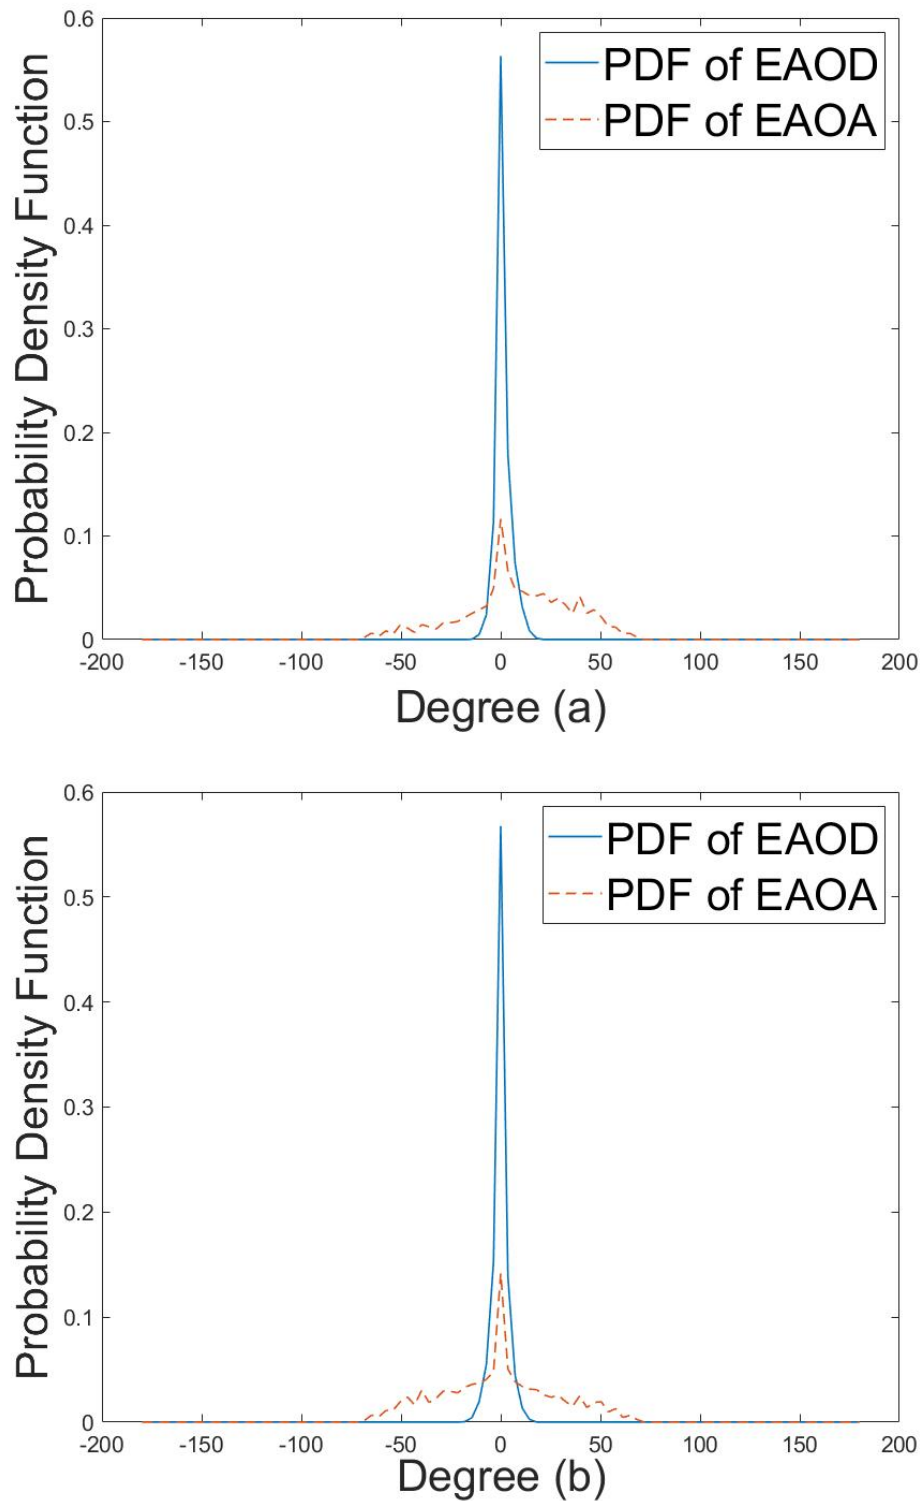 0.6
PDF of EAOD
PDF of EAOA
0.5
0.4
0.3
0.2
0.1
0
Probability Density Function
-200 -150 -100 -50 0 50 100 150 200
Degree (a)
0.6
PDF of EAOD
PDF of EAOA
0.5
0.4
0.3
0.2
0.1
0
Probability Density Function
-200 -150 -100 -50 0 50 100 150 200
Degree (b)